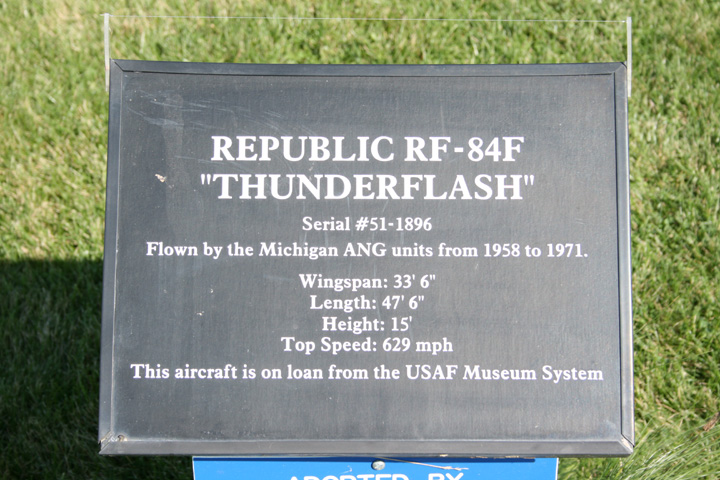 REPUBLIC RF-84F
"THUNDERFLASH"
Serial #51-1896
Flown by the Michigan ANG units from 1958 to 1971.
Wingspan: 33' 6"
Length: 47' 6"
Height: 15'
Top Speed: 629 mph
This aircraft is on loan from the USAF Museum System
ADOPTED BY